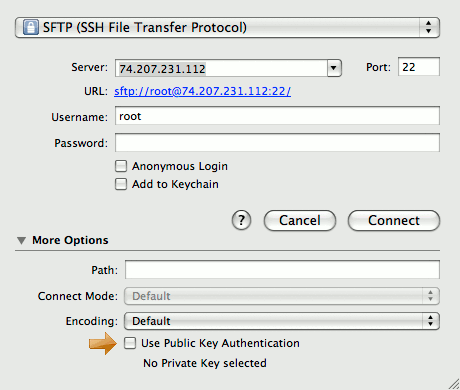 SFTP (SSH File Transfer Protocol)
Server: 74.207.231.112 Port: 22
URL: sftp://root@74.207.231.112:22/
Username: root
Password:
Anonymous Login
Add to Keychain
? Cancel Connect
More Options
Path:
Connect Mode: Default
Encoding: Default
Use Public Key Authentication
No Private Key selected